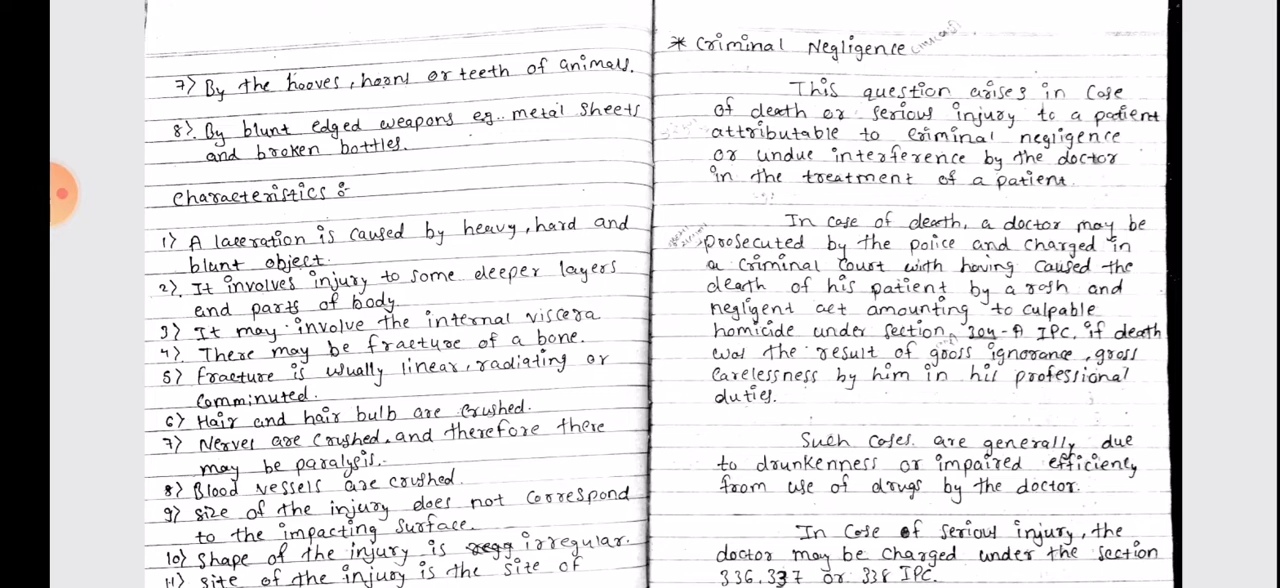 7) By the hooves, hoans or teeth of animals.
8). By blunt edged weapons eg.. metal sheets
and broken bottles.
Characteristics :
1) A laceration is caused by heavy, hard and
blunt object.
2). It involves injury to some deeper layers
and parts of body
3) It may involve the internal viscera
4) There may be fracture of a bone.
5) Fracture is usually linear, radiating or
comminuted.
6) Hair and hair bulb are crushed.
7) Nerves are crushed, and therefore there
may be paralysis.
8) Blood vessels are crushed.
9) Size of the injury does not correspond
to the impacting surface.
10) Shape of the injury is irregular.
11) Site of the injury is the site of
* Criminal Negligence
This question arises in case
of death or serious injury to a patient
attributable to criminal negligence
or undue interference by the doctor
in the treatment of a patient.
In case of death, a doctor may be
prosecuted by the police and charged in
a criminal court with having caused the
death of his patient by a rash and
negligent act amounting to culpable
homicide under section 304-A IPC. if death
was the result of gross ignorance, gross
carelessness by him in his professional
duties.
Such cases are generally due
to drunkenness or impaired efficiency
from use of drugs by the doctor.
In case of serious injury, the
doctor may be charged under the section
336.337 or 338 IPC.